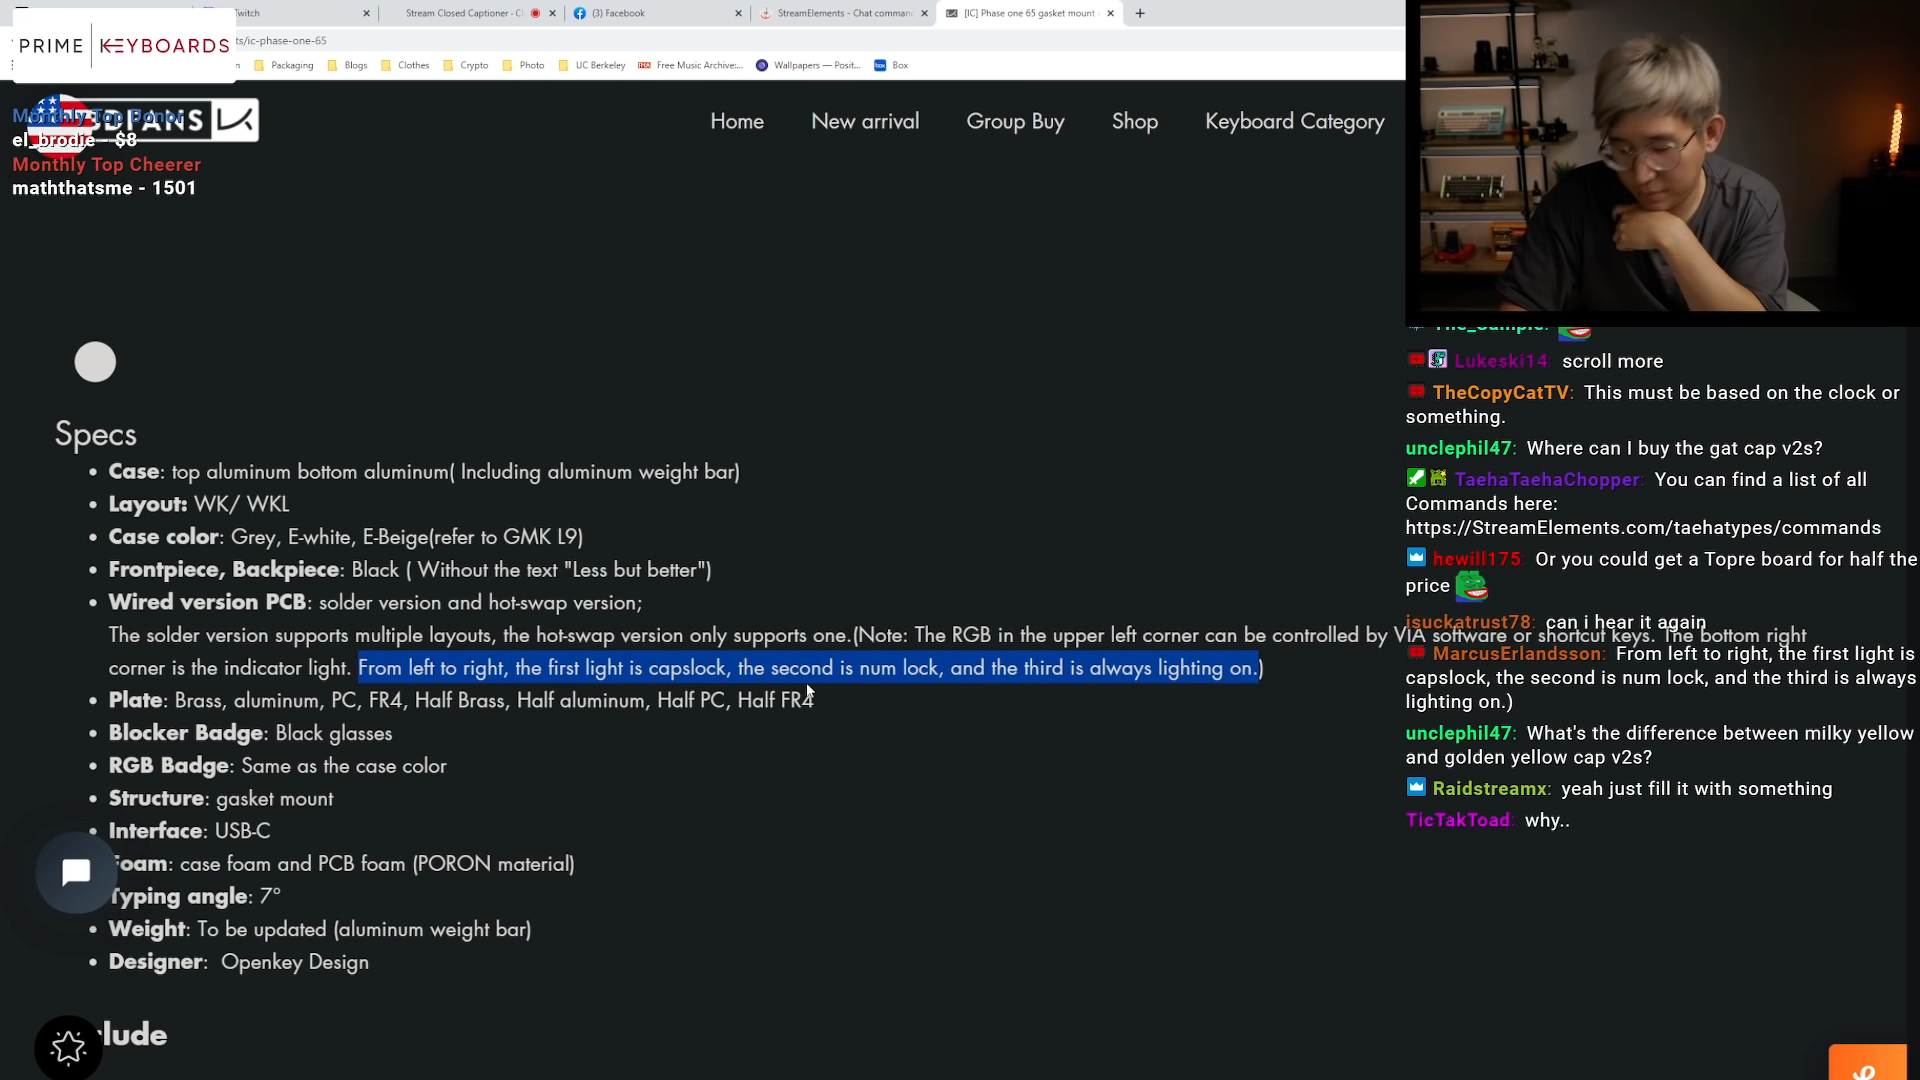 Twitch
Stream Closed Captioner - C
(3) Facebook
StreamElements - Chat comman
[IC] Phase one 65 gasket mount
PRIME KEYBOARDS
ts/ic-phase-one-65
Packaging
Blogs
Clothes
Crypto
Photo
UC Berkeley
Free Music Archive:...
Wallpapers — Posit...
Box
Monthly Top Donor
el_brodie - $8
Monthly Top Cheerer
maththatsme - 1501
Home
New arrival
Group Buy
Shop
Keyboard Category
Specs
Case: top aluminum bottom aluminum( Including aluminum weight bar)
Layout: WK/ WKL
Case color: Grey, E-white, E-Beige(refer to GMK L9)
Frontpiece, Backpiece: Black ( Without the text "Less but better")
Wired version PCB: solder version and hot-swap version;
The solder version supports multiple layouts, the hot-swap version only supports one.(Note: The RGB in the upper left corner can be controlled by VIA software or shortcut keys. The bottom right
corner is the indicator light. From left to right, the first light is capslock, the second is num lock, and the third is always lighting on.)
Plate: Brass, aluminum, PC, FR4, Half Brass, Half aluminum, Half PC, Half FR4
Blocker Badge: Black glasses
RGB Badge: Same as the case color
Structure: gasket mount
Interface: USB-C
Foam: case foam and PCB foam (PORON material)
Typing angle: 7°
Weight: To be updated (aluminum weight bar)
Designer: Openkey Design
clude
The_Sample:
Lukeski14: scroll more
TheCopyCatTV: This must be based on the clock or
something.
unclephil47: Where can I buy the gat cap v2s?
TaehaTaehaChopper: You can find a list of all
Commands here:
https://StreamElements.com/taehatypes/commands
hewill175: Or you could get a Topre board for half the
price
isuckatrust78: can i hear it again
MarcusErlandsson: From left to right, the first light is
capslock, the second is num lock, and the third is always
lighting on.)
unclephil47: What's the difference between milky yellow
and golden yellow cap v2s?
Raidstreamx: yeah just fill it with something
TicTakToad: why..